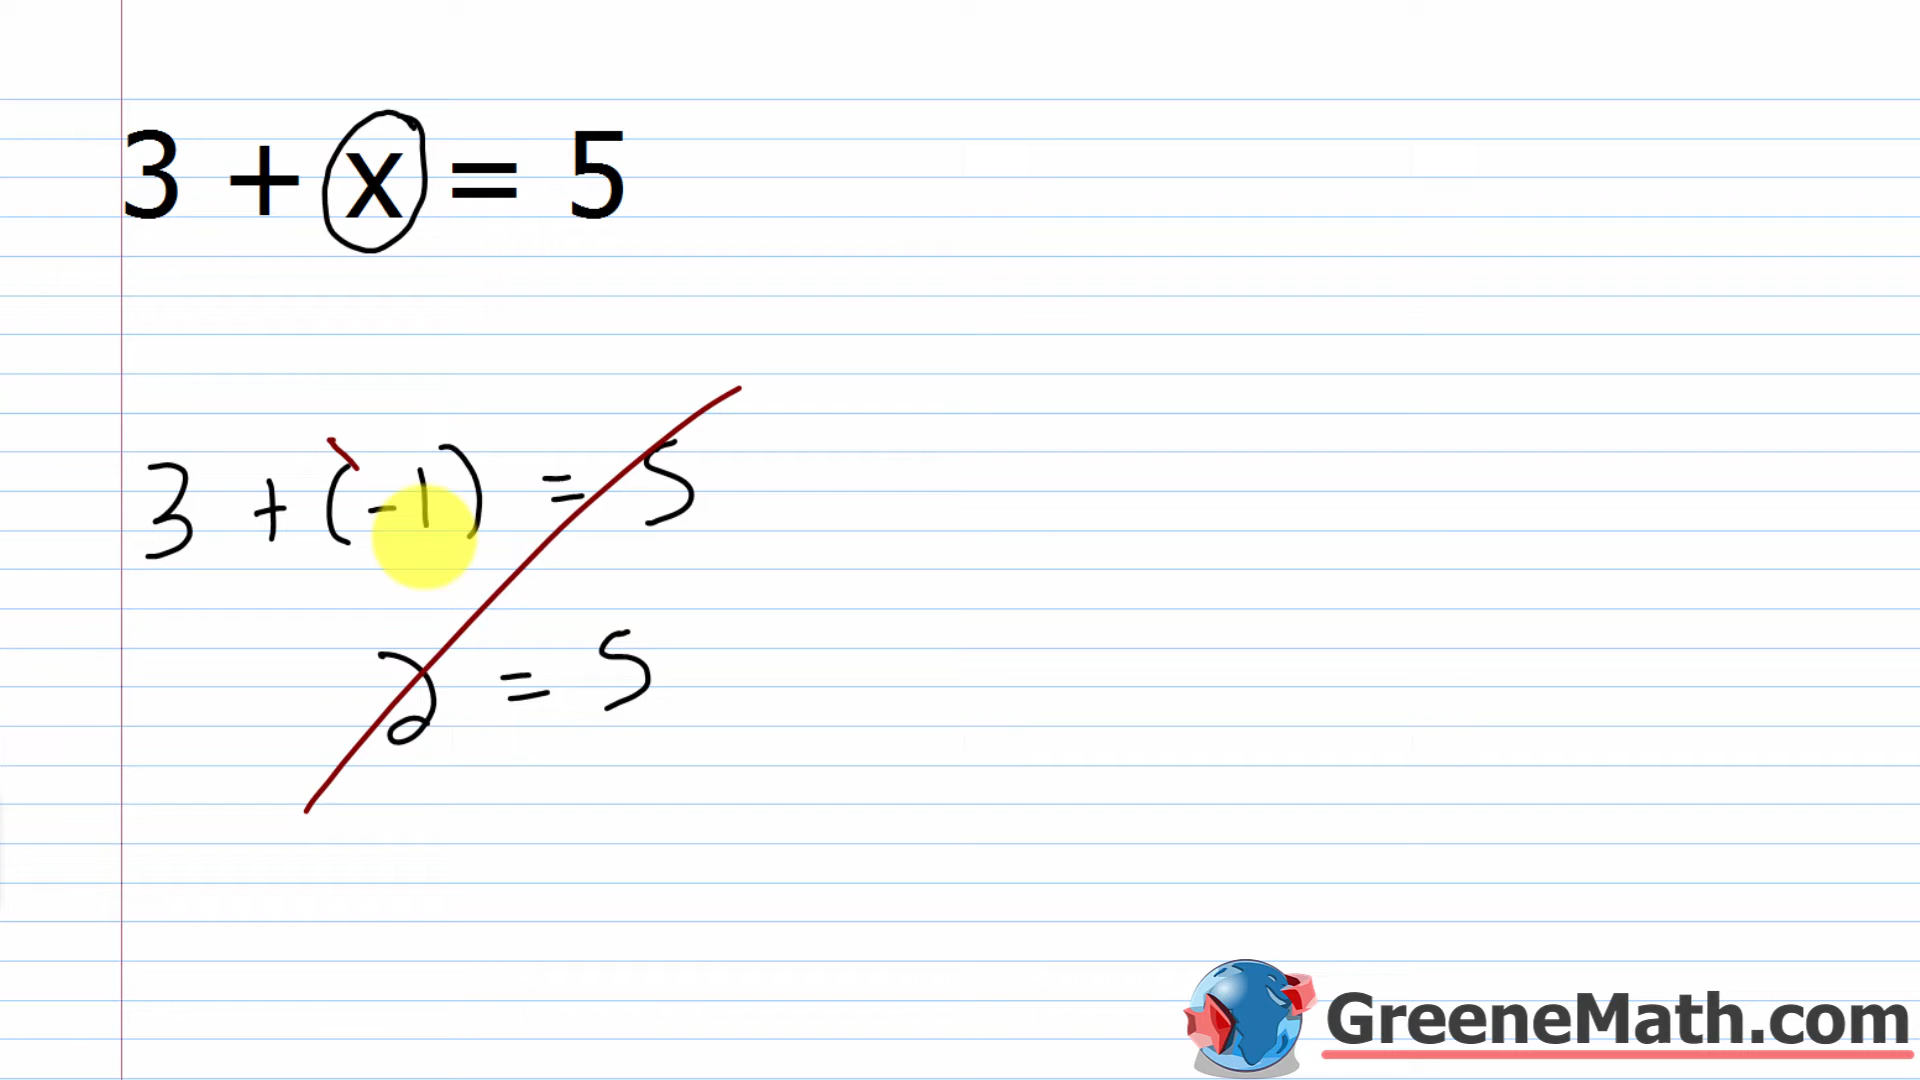 3 + x = 5
3 + (-1) = 5
2 = 5
GreeneMath.com